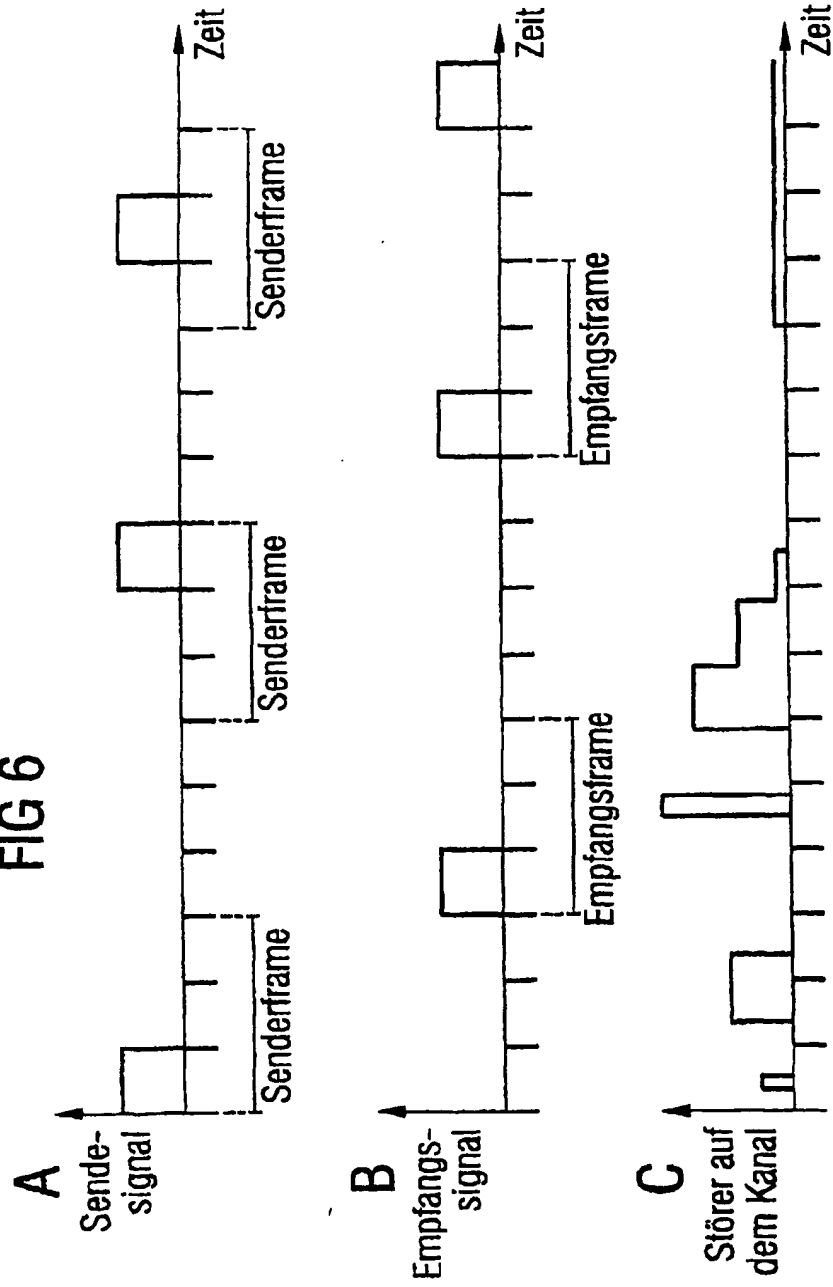 FIG 6
A
Sende-
signal
Zeit
Senderframe
Senderframe
Senderframe
B
Empfangs-
signal
Zeit
Empfangsframe
Empfangsframe
C
Störer auf
dem Kanal
Zeit